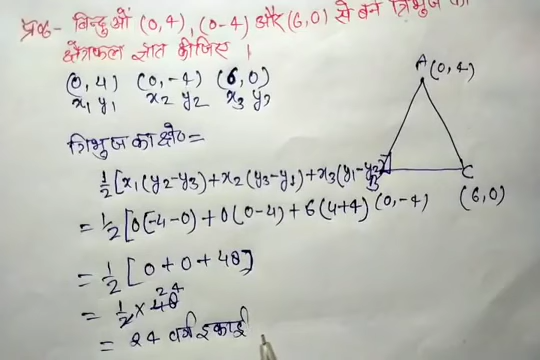 प्रश्न- बिन्दुओं (0,4), (0-4) और (6,0) से बने त्रिभुज का
क्षेत्रफल ज्ञात कीजिए।
(0,4) (0,-4) (6,0)
x₁ y₁ x₂ y₂ x₃ y₃
A(0,4)
त्रिभुज का क्षे० =
½[x₁(y₂-y₃)+x₂(y₃-y₁)+x₃(y₁-y₂)]
C
= ½[0(-4-0)+0(0-4)+6(4+4) (0,-4) (6,0)
= ½[0+0+48]
= ½×48 24
= 24 वर्ग इकाई